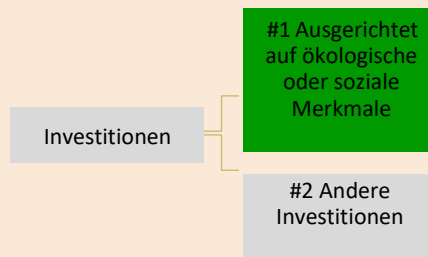 #1 Ausgerichtet
auf ökologische
oder soziale
Merkmale
Investitionen
#2 Andere
Investitionen